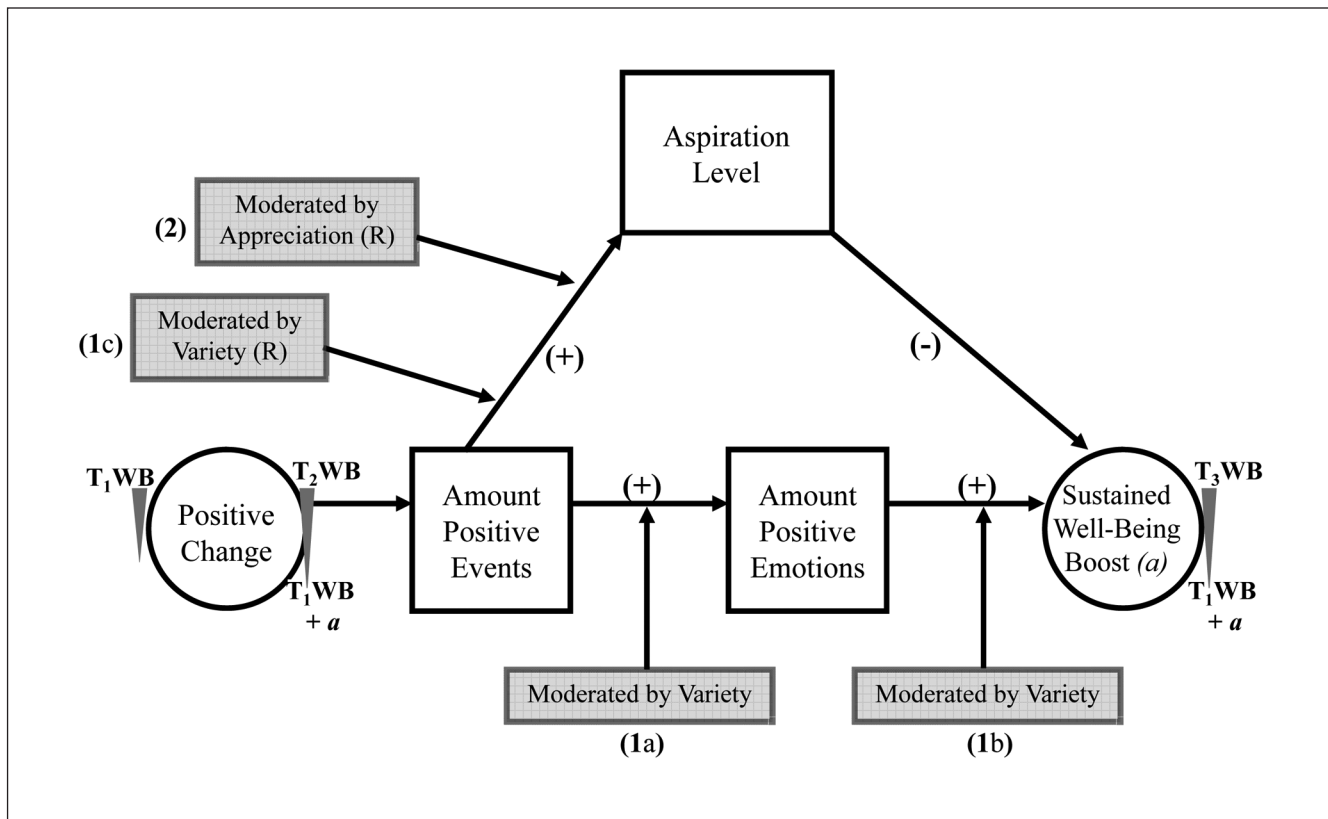 Aspiration
Level
Moderated by
Appreciation (R)
(2)
Moderated by
Variety (R)
(1c)
(+)
(-)
T₁WB
Positive
Change
T₂WB
T₁WB
+ a
Amount
Positive
Events
(+)
Amount
Positive
Emotions
(+)
Sustained
Well-Being
Boost (a)
T₃WB
T₁WB
+ a
Moderated by Variety
(1a)
Moderated by Variety
(1b)